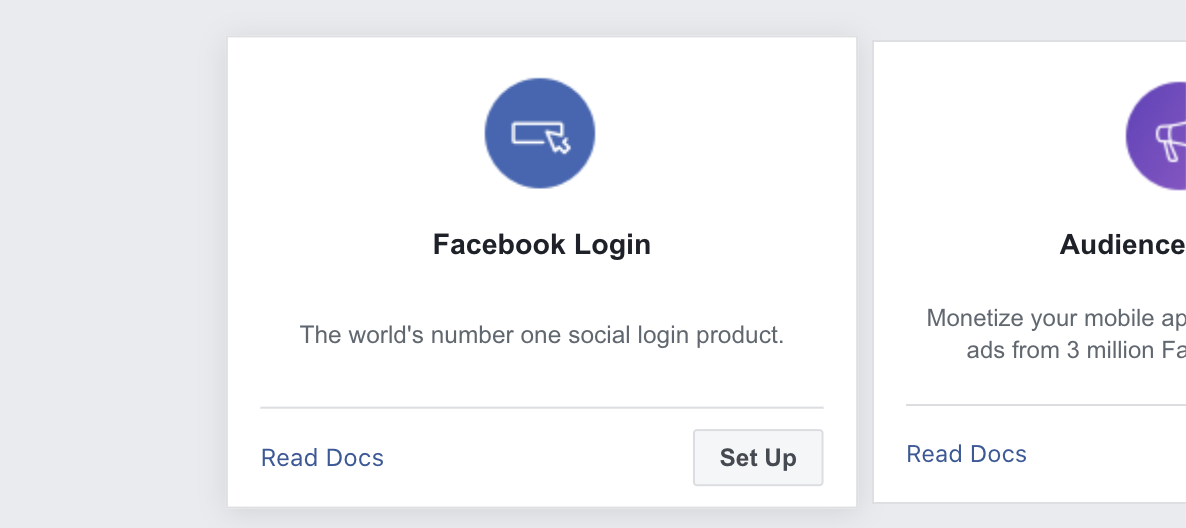 Facebook Login
The world's number one social login product.
Read Docs
Set Up
Audience
Monetize your mobile ap
ads from 3 million Fa
Read Docs